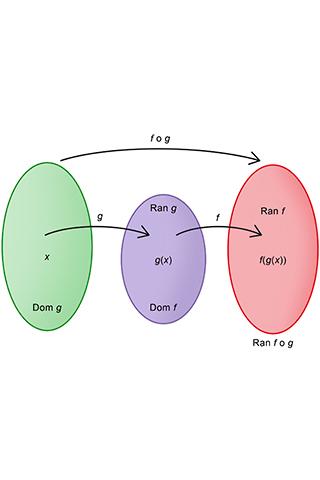 f o g
g
f
Ran g
Ran f
x
g(x)
f(g(x))
Dom g
Dom f
Ran f o g